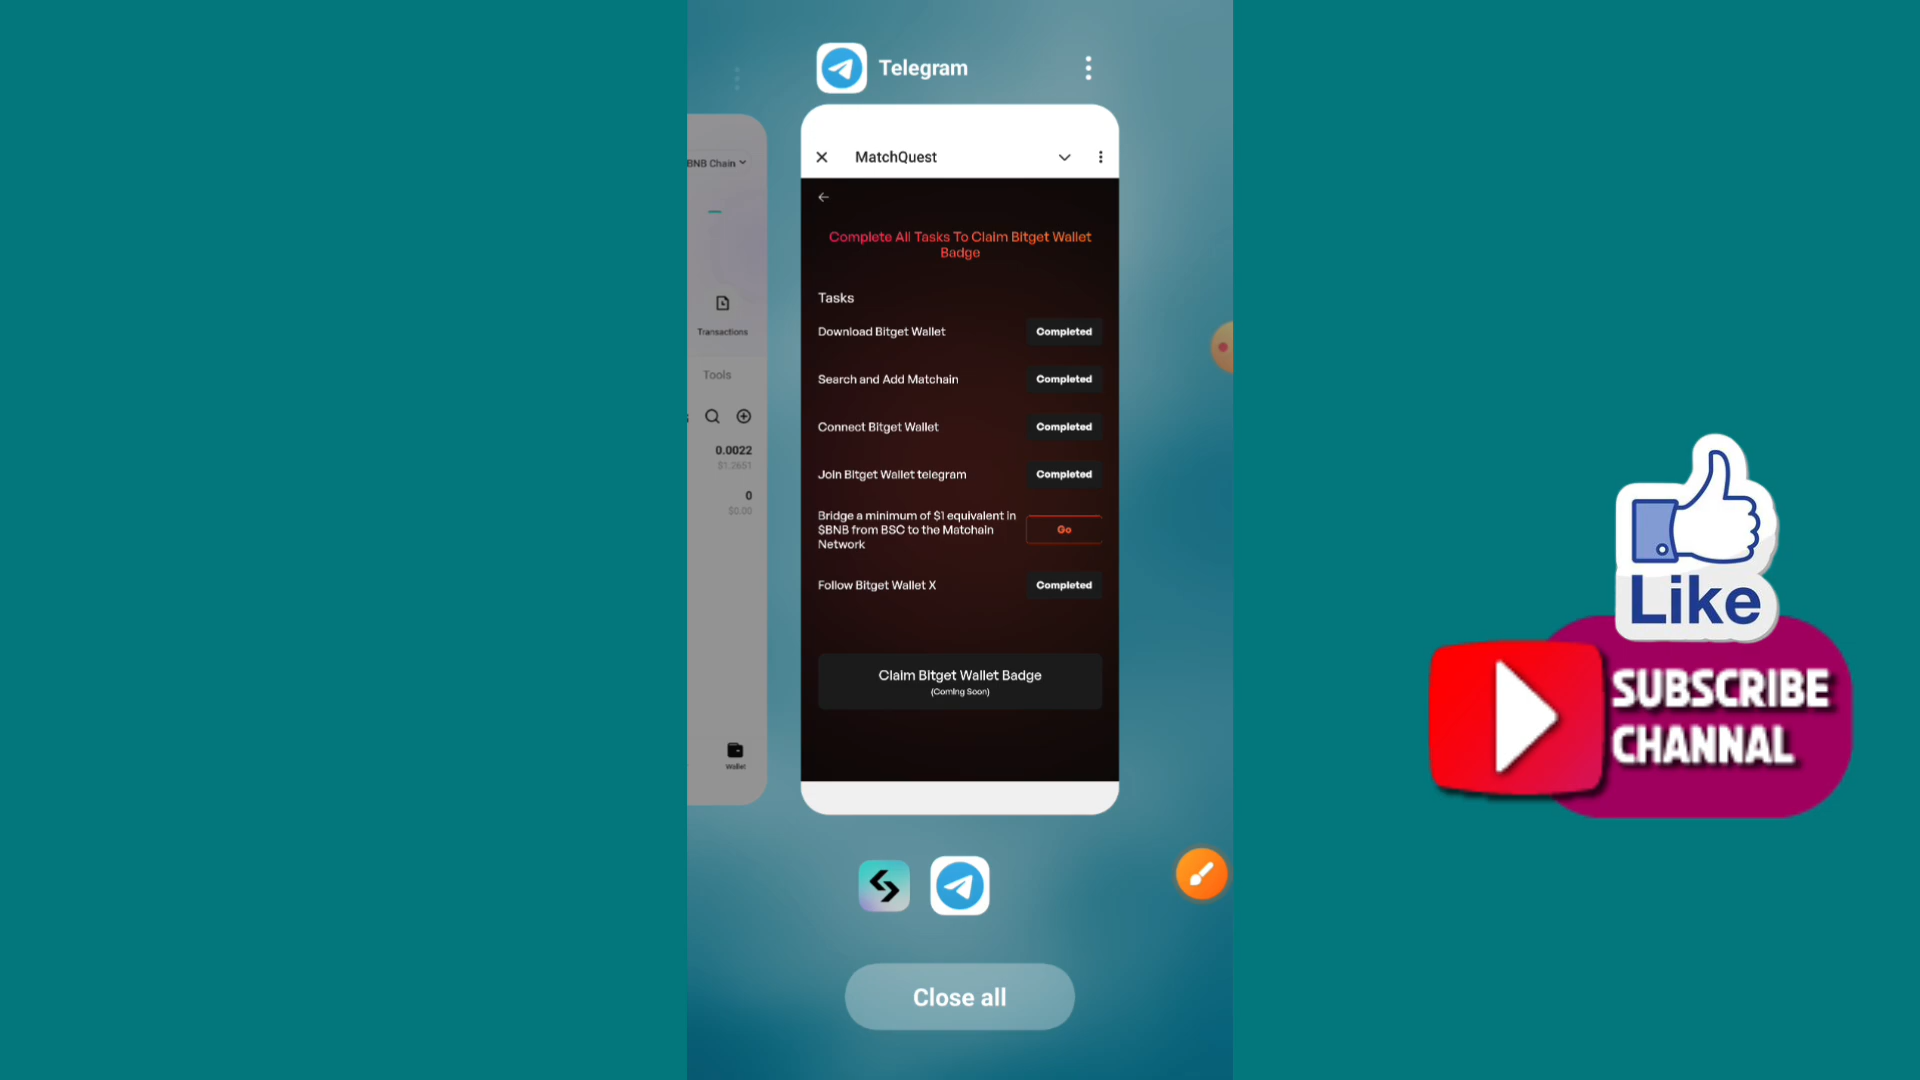 Telegram
BNB Chain
Transactions
Tools
0.0022
$1.2651
0
$0.00
Wallet
MatchQuest
Complete All Tasks To Claim Bitget Wallet
Badge
Tasks
Download Bitget Wallet
Completed
Search and Add Matchain
Completed
Connect Bitget Wallet
Completed
Join Bitget Wallet telegram
Completed
Bridge a minimum of $1 equivalent in
$BNB from BSC to the Matchain
Network
Go
Follow Bitget Wallet X
Completed
Claim Bitget Wallet Badge
(Coming Soon)
Close all
Like
SUBSCRIBE
CHANNAL